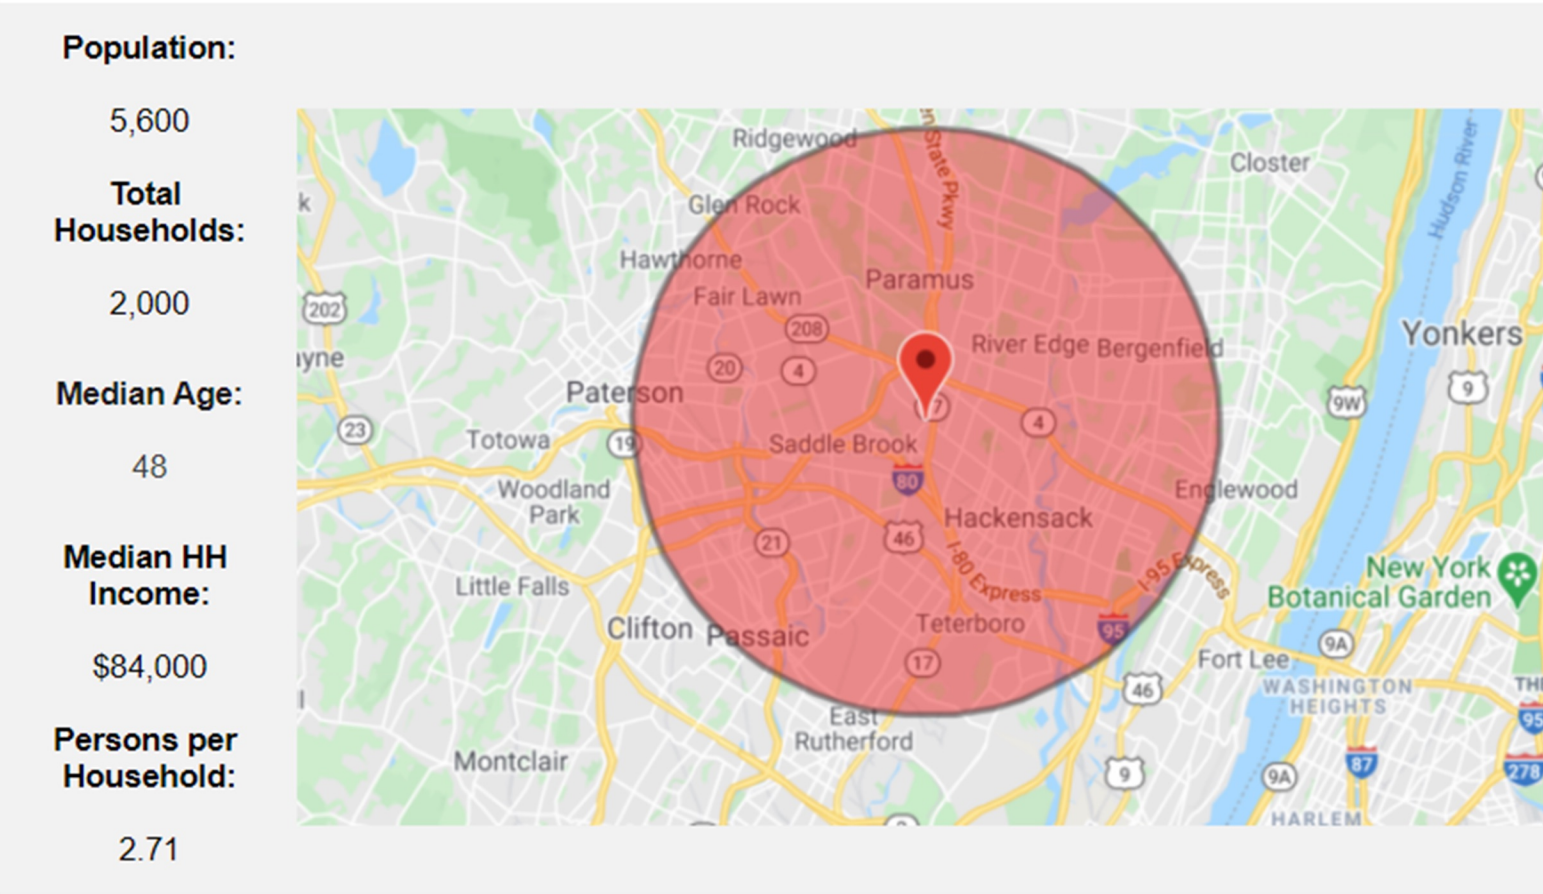 Population:
5,600
Total
Households:
2,000
Median Age:
48
Median HH
Income:
$84,000
Persons per
Household:
2.71
Ridgewood
State Pkwy
Closter
Hudson River
Glen Rock
Hawthorne
Paramus
Fair Lawn
202
208
River Edge
Bergenfield
Yonkers
20
4
9
Paterson
9W
23
4
Totowa
19
Saddle Brook
80
Woodland
Park
Englewood
Hackensack
21
46
I-80 Express
I-95 Express
New York
Botanical Garden
Little Falls
Clifton
Passaic
Teterboro
95
9A
17
Fort Lee
46
WASHINGTON
HEIGHTS
95
East
Rutherford
Montclair
9
87
9A
278
HARLEM